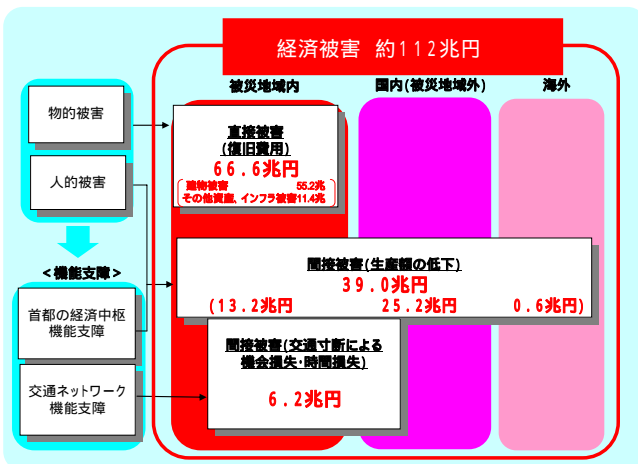 経済被害 約112兆円
被災地域内
国内(被災地域外)
海外
物的被害
人的被害
<機能支障>
首都の経済中枢
機能支障
交通ネットワーク
機能支障
直接被害
(復旧費用)
66.6兆円
建物被害 55.2兆
その他資産、インフラ被害11.4兆
間接被害(生産額の低下)
39.0兆円
(13.2兆円 25.2兆円 0.6兆円)
間接被害(交通寸断による
機会損失・時間損失)
6.2兆円